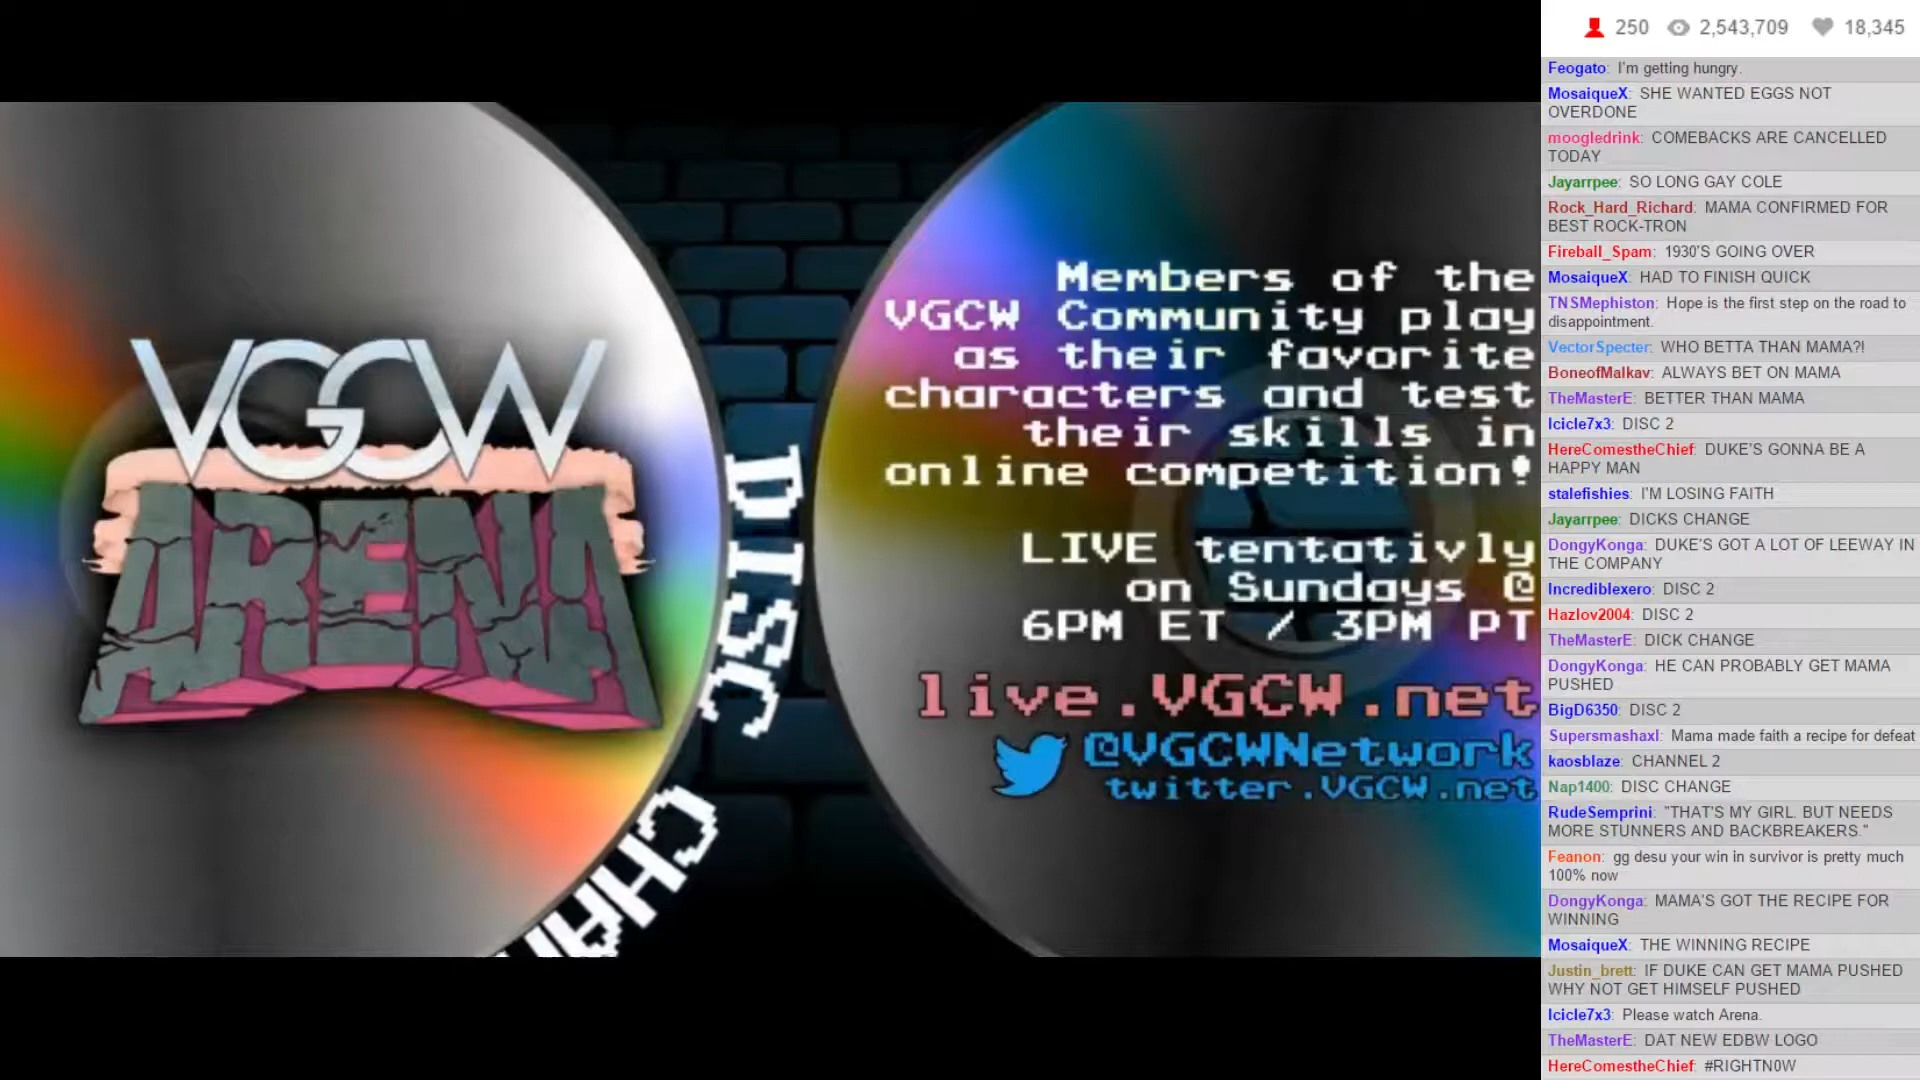 VGCW
ARENA
DISC
CHAN
Members of the
VGCW Community play
as their favorite
characters and test
their skills in
online competition!
LIVE tentativly
on Sundays @
6PM ET / 3PM PT
live.VGCW.net
@VGCWNetwork
twitter.VGCW.net
250 2,543,709 18,345
Feogato: I'm getting hungry.
MosaiqueX: SHE WANTED EGGS NOT
OVERDONE
moogledrink: COMEBACKS ARE CANCELLED
TODAY
Jayarrpee: SO LONG GAY COLE
Rock_Hard_Richard: MAMA CONFIRMED FOR
BEST ROCK-TRON
Fireball_Spam: 1930'S GOING OVER
MosaiqueX: HAD TO FINISH QUICK
TNSMephiston: Hope is the first step on the road to
disappointment.
VectorSpecter: WHO BETTA THAN MAMA?!
BoneofMalkav: ALWAYS BET ON MAMA
TheMasterE: BETTER THAN MAMA
Icicle7x3: DISC 2
HereComestheChief: DUKE'S GONNA BE A
HAPPY MAN
stalefishies: I'M LOSING FAITH
Jayarrpee: DICKS CHANGE
DongyKonga: DUKE'S GOT A LOT OF LEEWAY IN
THE COMPANY
Incrediblexero: DISC 2
Hazlov2004: DISC 2
TheMasterE: DICK CHANGE
DongyKonga: HE CAN PROBABLY GET MAMA
PUSHED
BigD6350: DISC 2
Supersmashaxl: Mama made faith a recipe for defeat
kaosblaze: CHANNEL 2
Nap1400: DISC CHANGE
RudeSemprini: "THAT'S MY GIRL. BUT NEEDS
MORE STUNNERS AND BACKBREAKERS."
Feanon: gg desu your win in survivor is pretty much
100% now
DongyKonga: MAMA'S GOT THE RECIPE FOR
WINNING
MosaiqueX: THE WINNING RECIPE
Justin_brett: IF DUKE CAN GET MAMA PUSHED
WHY NOT GET HIMSELF PUSHED
Icicle7x3: Please watch Arena.
TheMasterE: DAT NEW EDBW LOGO
HereComestheChief: #RIGHTN0W